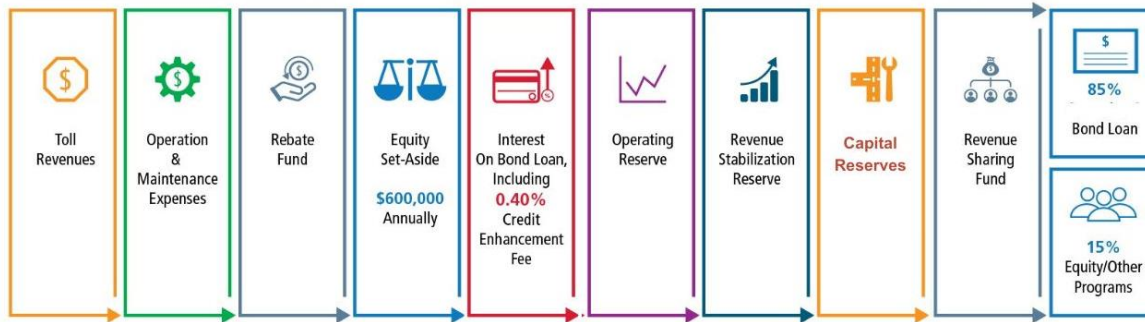 $
Toll
Revenues
$
Operation
&
Maintenance
Expenses
$
Rebate
Fund
Equity
Set-Aside
$600,000
Annually
%
Interest
On Bond Loan,
Including
0.40%
Credit
Enhancement
Fee
Operating
Reserve
Revenue
Stabilization
Reserve
Capital
Reserves
$
Revenue
Sharing
Fund
$
85%
Bond Loan
15%
Equity/Other
Programs